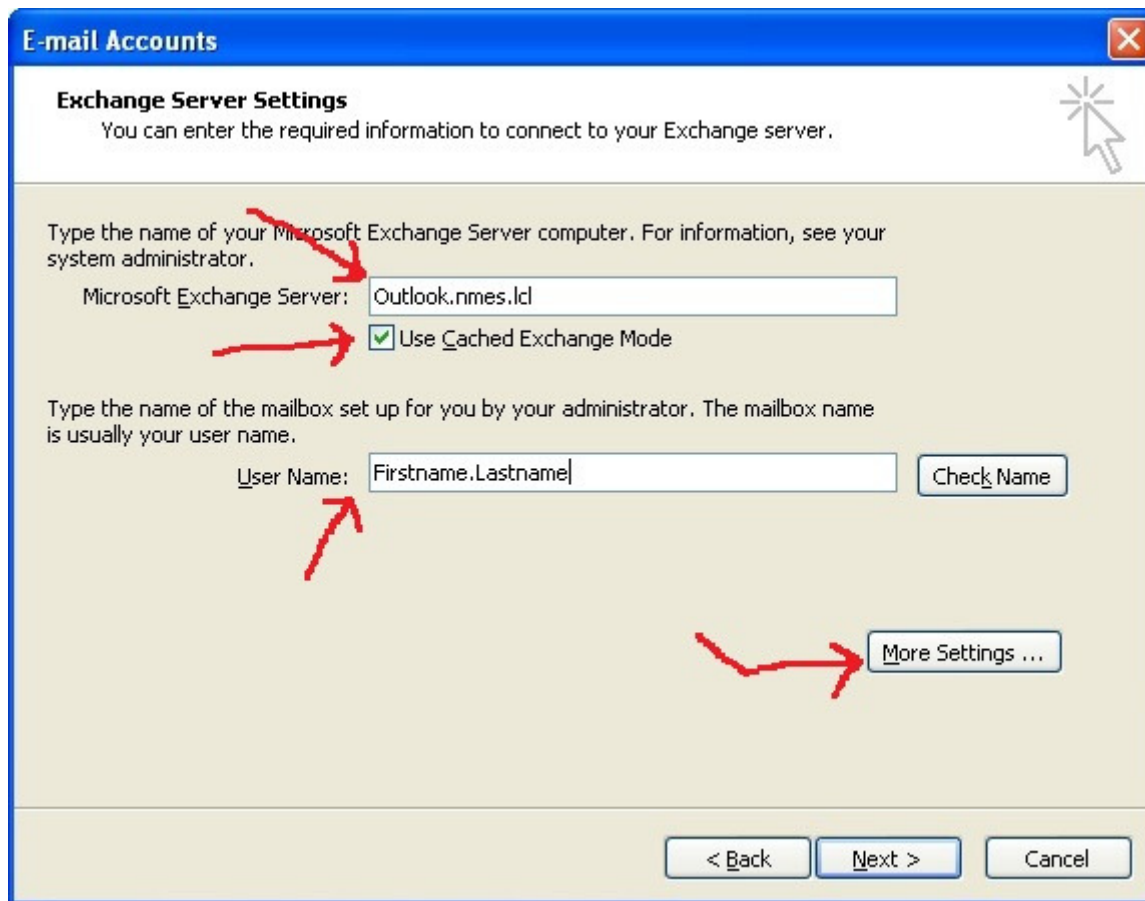 E-mail Accounts
Exchange Server Settings
You can enter the required information to connect to your Exchange server.
Type the name of your Microsoft Exchange Server computer. For information, see your
system administrator.
Microsoft Exchange Server: Outlook.nmes.lcl
Use Cached Exchange Mode
Type the name of the mailbox set up for you by your administrator. The mailbox name
is usually your user name.
User Name: Firstname.Lastname Check Name
More Settings ...
< Back Next > Cancel